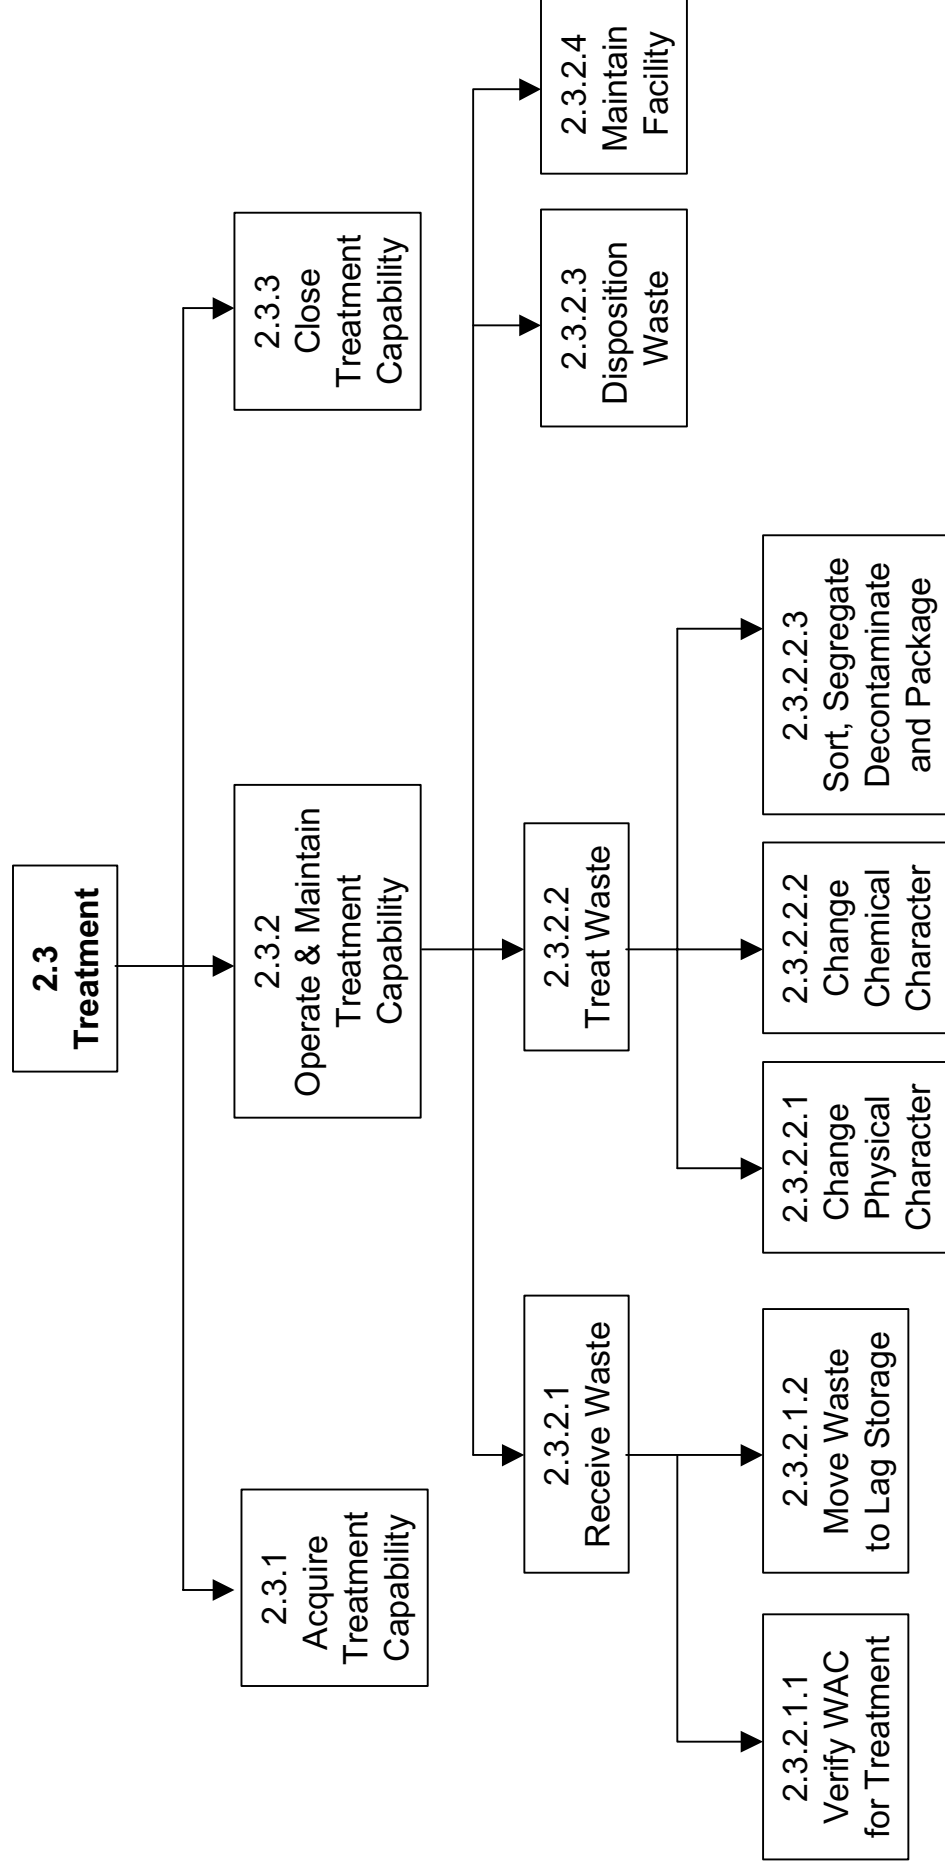 2.3
Treatment
2.3.1
Acquire
Treatment
Capability
2.3.2
Operate & Maintain
Treatment
Capability
2.3.3
Close
Treatment
Capability
2.3.2.1
Receive Waste
2.3.2.2
Treat Waste
2.3.2.3
Disposition
Waste
2.3.2.4
Maintain
Facility
2.3.2.1.1
Verify WAC
for Treatment
2.3.2.1.2
Move Waste
to Lag Storage
2.3.2.2.1
Change
Physical
Character
2.3.2.2.2
Change
Chemical
Character
2.3.2.2.3
Sort, Segregate
Decontaminate
and Package